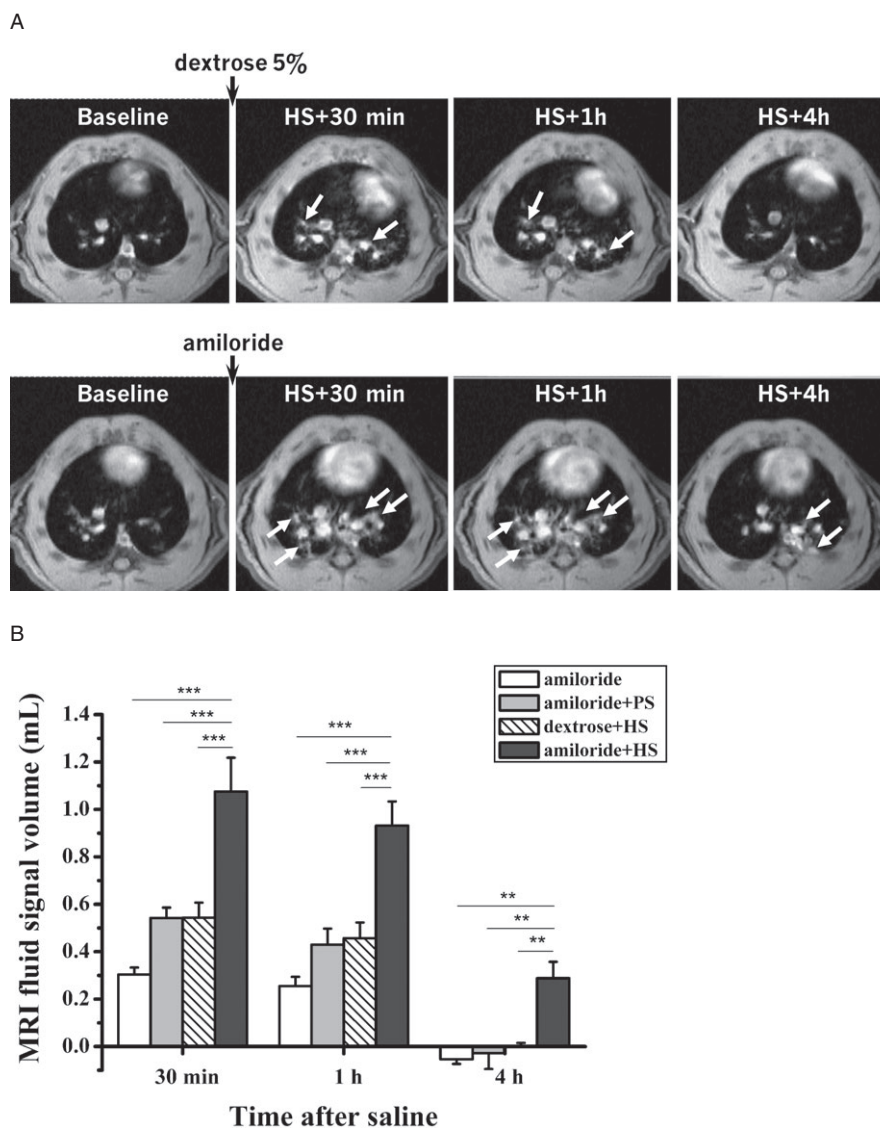 A
dextrose 5%
Baseline
HS+30 min
HS+1h
HS+4h
amiloride
Baseline
HS+30 min
HS+1h
HS+4h
B
amiloride
amiloride+PS
dextrose+HS
amiloride+HS
MRI fluid signal volume (mL)
1.4
1.2
1.0
0.8
0.6
0.4
0.2
0.0
***
***
***
***
***
***
**
**
**
30 min
1 h
4 h
Time after saline